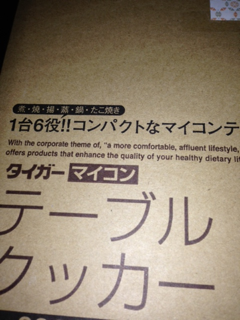 煮・焼・揚・蒸・鍋・たこ焼き
1台6役!!コンパクトなマイコンテ
With the corporate theme of, "a more comfortable, affluent lifestyle,
offers products that enhance the quality of your healthy dietary li
タイガー マイコン
テーブル
クッカー